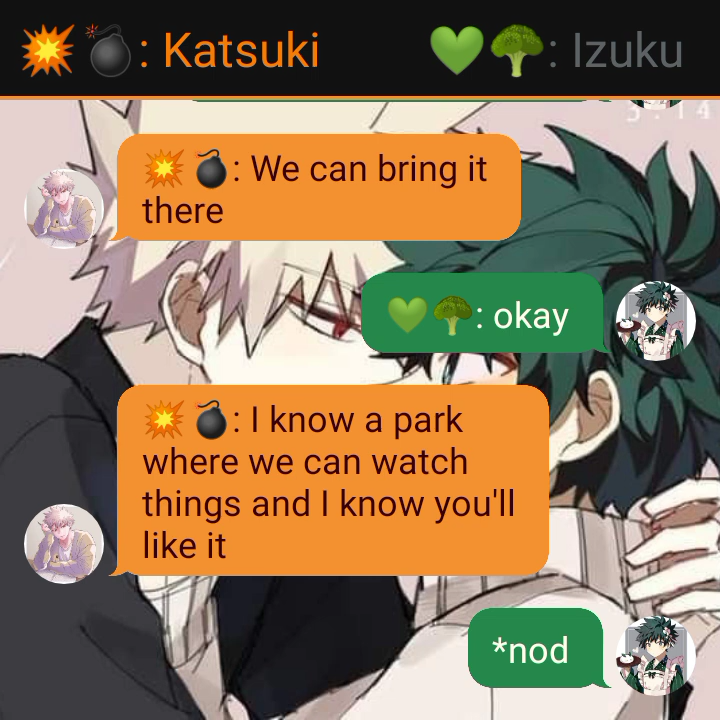 💥💣: Katsuki
💚🥦: Izuku
💥💣: We can bring it
there
💚🥦: okay
💥💣: I know a park
where we can watch
things and I know you'll
like it
*nod